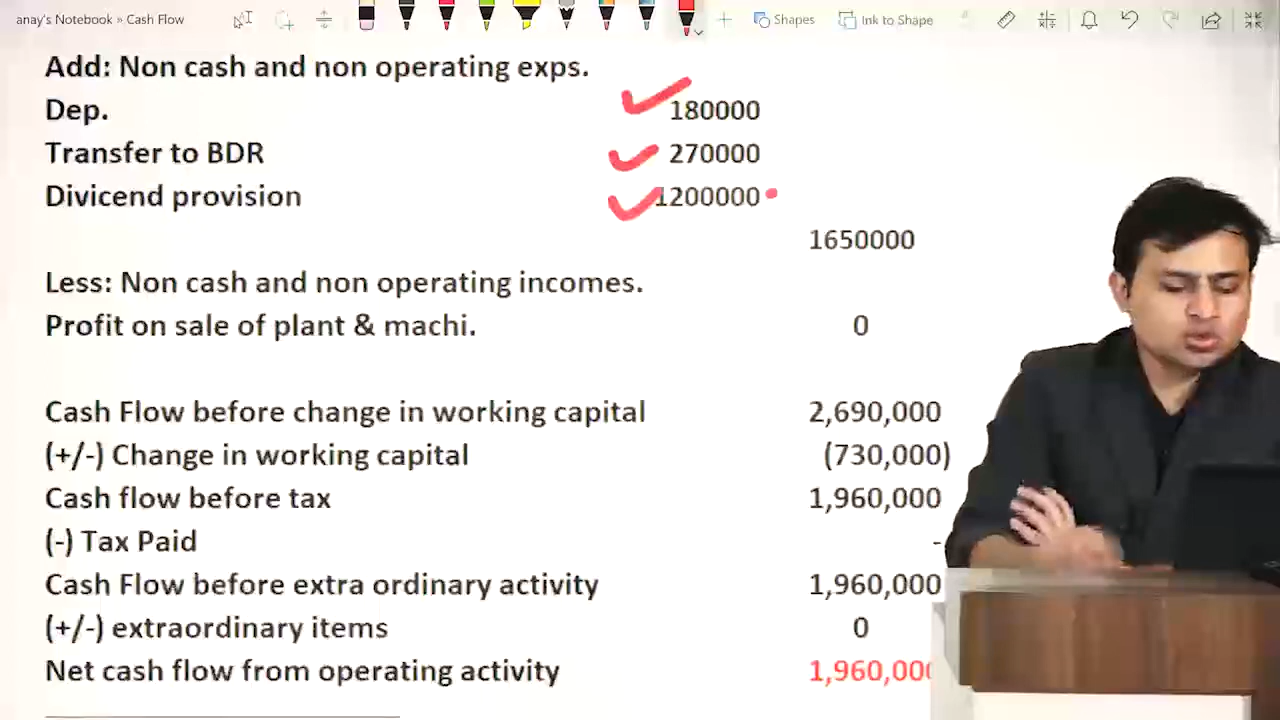 anay's Notebook » Cash Flow
Shapes
Ink to Shape
Add: Non cash and non operating exps.
Dep. 180000
Transfer to BDR 270000
Divicend provision 1200000
1650000
Less: Non cash and non operating incomes.
Profit on sale of plant & machi. 0
Cash Flow before change in working capital 2,690,000
(+/-) Change in working capital (730,000)
Cash flow before tax 1,960,000
(-) Tax Paid -
Cash Flow before extra ordinary activity 1,960,000
(+/-) extraordinary items 0
Net cash flow from operating activity 1,960,000